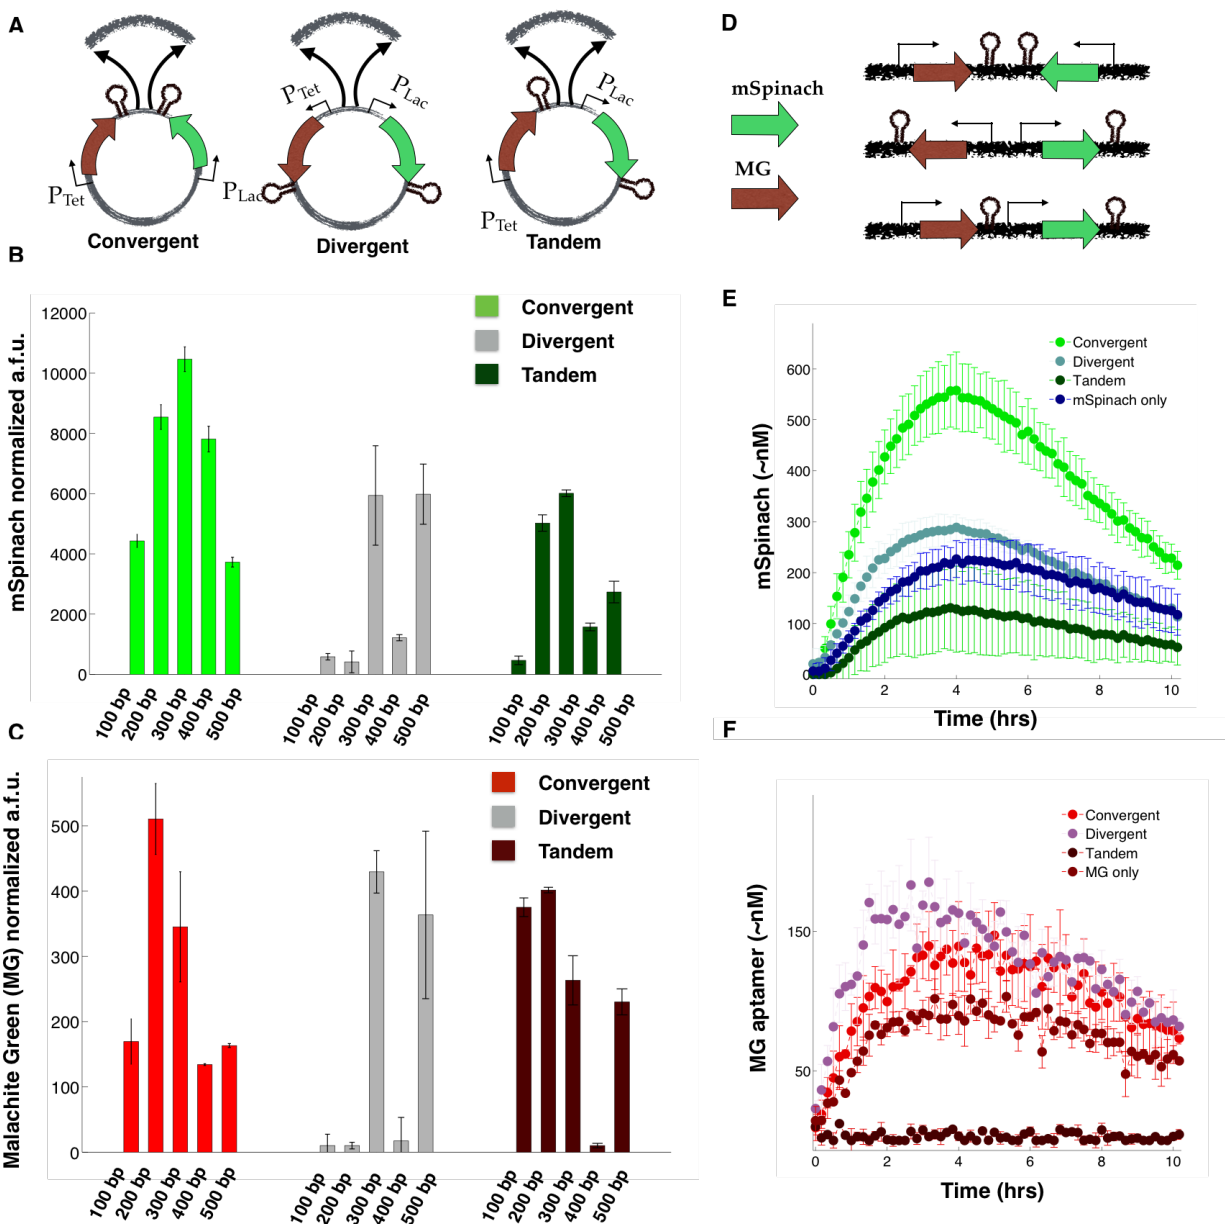 A
P Tet
P Lac
Convergent
P Tet
P Lac
Divergent
P Lac
P Tet
Tandem
D
mSpinach
MG
B
mSpinach normalized a.f.u.
12000
10000
8000
6000
4000
2000
0
Convergent
Divergent
Tandem
100 bp
200 bp
300 bp
400 bp
500 bp
100 bp
200 bp
300 bp
400 bp
500 bp
100 bp
200 bp
300 bp
400 bp
500 bp
C
Malachite Green (MG) normalized a.f.u.
500
400
300
200
100
0
Convergent
Divergent
Tandem
100 bp
200 bp
300 bp
400 bp
500 bp
100 bp
200 bp
300 bp
400 bp
500 bp
100 bp
200 bp
300 bp
400 bp
500 bp
E
mSpinach (~nM)
600
500
400
300
200
100
0
Convergent
Divergent
Tandem
mSpinach only
0 2 4 6 8 10
Time (hrs)
F
MG aptamer (~nM)
150
50
Convergent
Divergent
Tandem
MG only
0 2 4 6 8 10
Time (hrs)